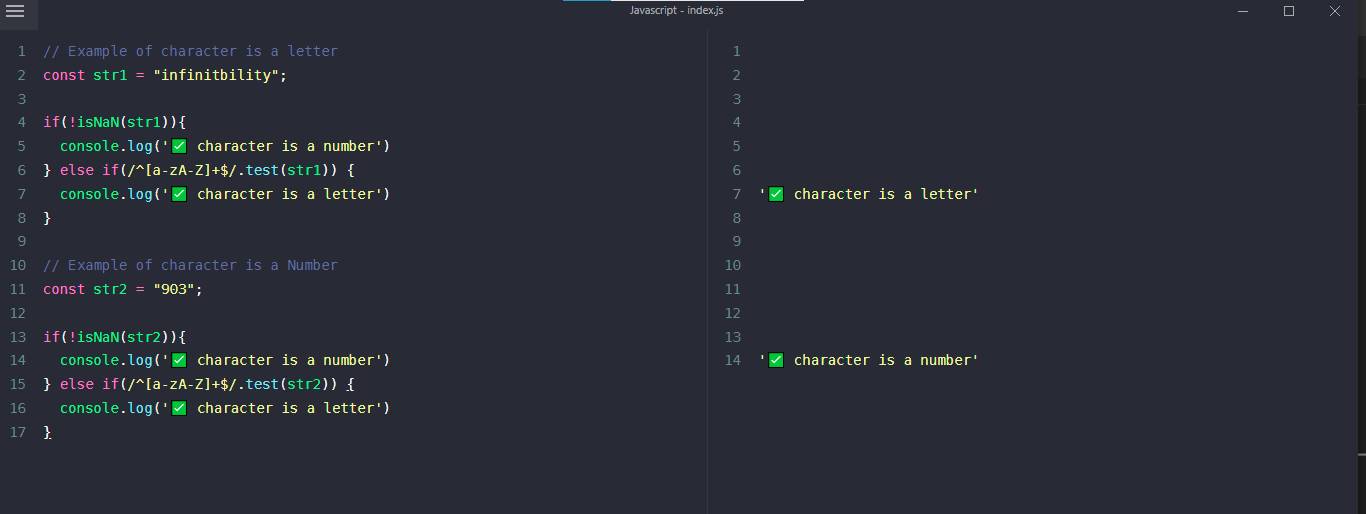 Javascript - index.js
1 // Example of character is a letter
2 const str1 = "infinitbility";
3
4 if(!isNaN(str1)){
5   console.log('✅ character is a number')
6 } else if(/^[a-zA-Z]+$/.test(str1)) {
7   console.log('✅ character is a letter')
8 }
9
10 // Example of character is a Number
11 const str2 = "903";
12
13 if(!isNaN(str2)){
14   console.log('✅ character is a number')
15 } else if(/^[a-zA-Z]+$/.test(str2)) {
16   console.log('✅ character is a letter')
17 }
1
2
3
4
5
6
7 '✅ character is a letter'
8
9
10
11
12
13
14 '✅ character is a number'